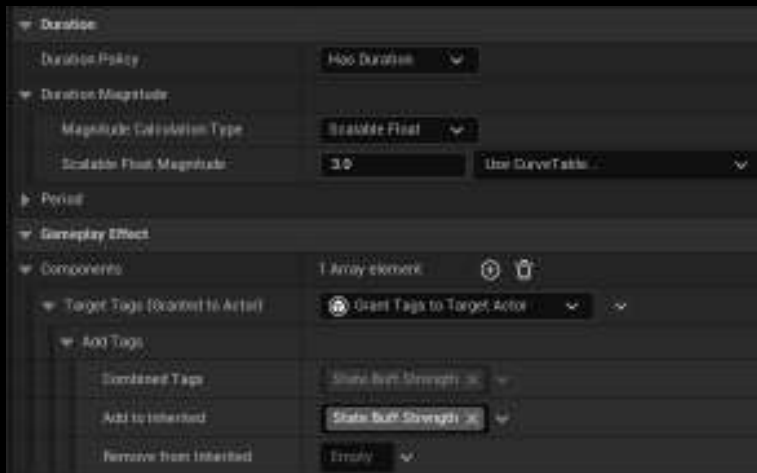 Duration
Duration Policy Has Duration
Duration Magnitude
Magnitude Calculation Type Scalable Float
Scalable Float Magnitude 3.0 Use CurveTable...
Period
Gameplay Effect
Components 1 Array element
Target Tags (Granted to Actor) Grant Tags to Target Actor
Add Tags
Combined Tags State.Buff.Strength
Add to Inherited State.Buff.Strength
Remove from Inherited Empty